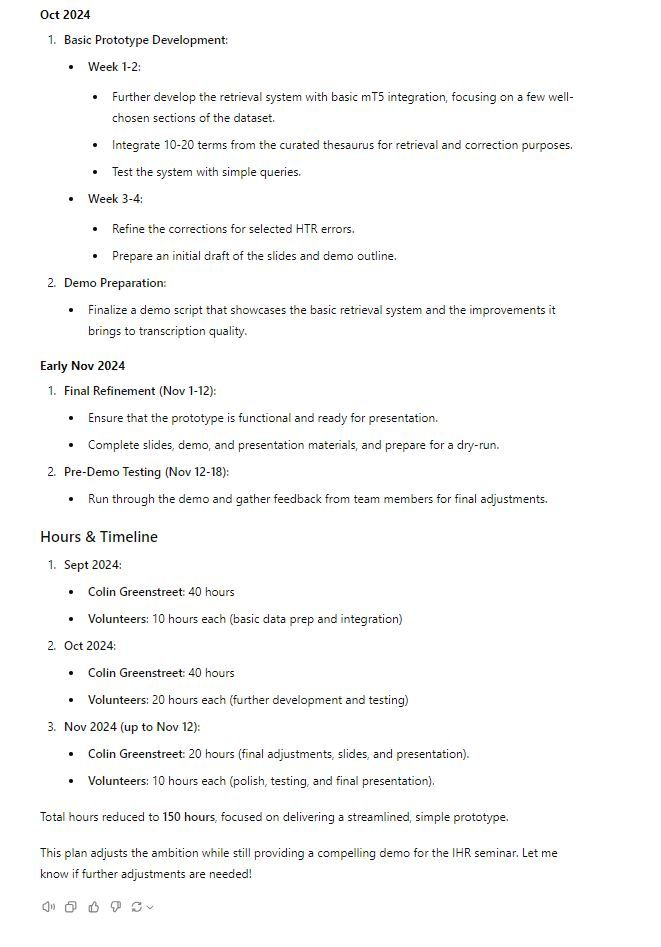 Oct 2024
1. Basic Prototype Development:
• Week 1-2:
• Further develop the retrieval system with basic mT5 integration, focusing on a few well-
chosen sections of the dataset.
• Integrate 10-20 terms from the curated thesaurus for retrieval and correction purposes.
• Test the system with simple queries.
• Week 3-4:
• Refine the corrections for selected HTR errors.
• Prepare an initial draft of the slides and demo outline.
2. Demo Preparation:
• Finalize a demo script that showcases the basic retrieval system and the improvements it
brings to transcription quality.
Early Nov 2024
1. Final Refinement (Nov 1-12):
• Ensure that the prototype is functional and ready for presentation.
• Complete slides, demo, and presentation materials, and prepare for a dry-run.
2. Pre-Demo Testing (Nov 12-18):
• Run through the demo and gather feedback from team members for final adjustments.
Hours & Timeline
1. Sept 2024:
• Colin Greenstreet: 40 hours
• Volunteers: 10 hours each (basic data prep and integration)
2. Oct 2024:
• Colin Greenstreet: 40 hours
• Volunteers: 20 hours each (further development and testing)
3. Nov 2024 (up to Nov 12):
• Colin Greenstreet: 20 hours (final adjustments, slides, and presentation).
• Volunteers: 10 hours each (polish, testing, and final presentation).
Total hours reduced to 150 hours, focused on delivering a streamlined, simple prototype.
This plan adjusts the ambition while still providing a compelling demo for the IHR seminar. Let me
know if further adjustments are needed!